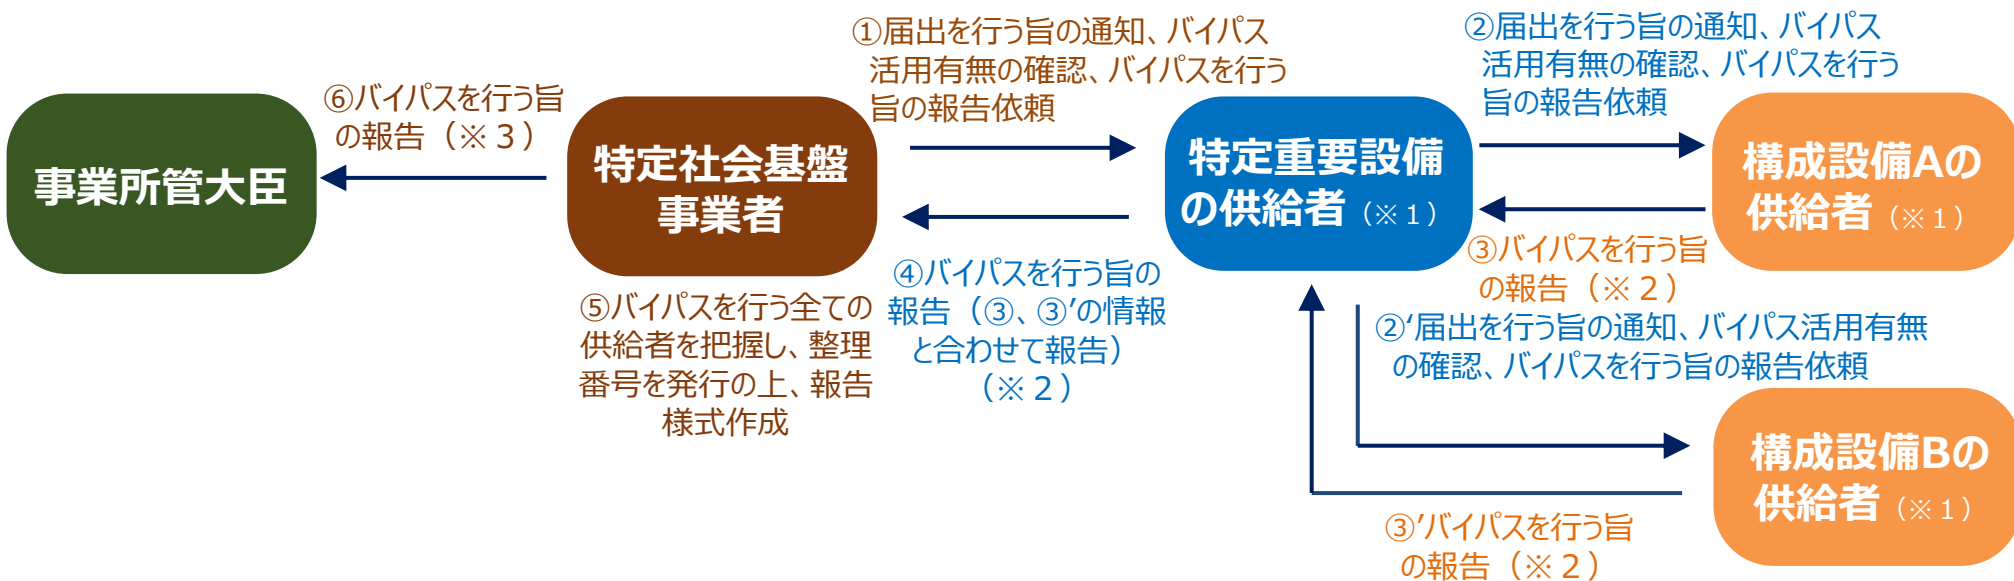 ①届出を行う旨の通知、バイパス
活用有無の確認、バイパスを行う
旨の報告依頼
②届出を行う旨の通知、バイパス
活用有無の確認、バイパスを行う
旨の報告依頼
⑥バイパスを行う旨
の報告（※３）
事業所管大臣
特定社会基盤
事業者
特定重要設備
の供給者（※１）
構成設備Aの
供給者（※１）
③バイパスを行う旨
の報告（※２）
④バイパスを行う旨の
報告（③、③’の情報
と合わせて報告）
（※２）
⑤バイパスを行う全ての
供給者を把握し、整理
番号を発行の上、報告
様式作成
②‘届出を行う旨の通知、バイパス活用有無
の確認、バイパスを行う旨の報告依頼
構成設備Bの
供給者（※１）
③’バイパスを行う旨
の報告（※２）